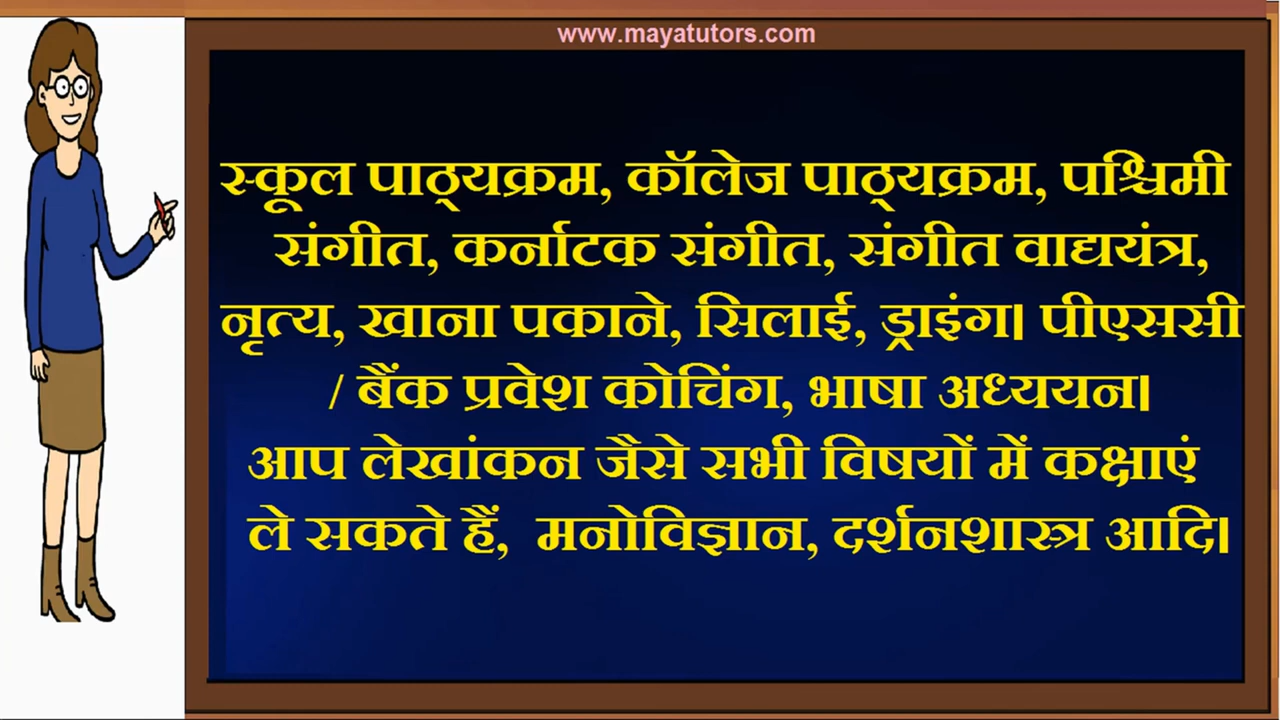 www.mayatutors.com
स्कूल पाठ्यक्रम, कॉलेज पाठ्यक्रम, पश्चिमी
संगीत, कर्नाटक संगीत, संगीत वाद्ययंत्र,
नृत्य, खाना पकाने, सिलाई, ड्राइंग। पीएससी
/ बैंक प्रवेश कोचिंग, भाषा अध्ययन।
आप लेखांकन जैसे सभी विषयों में कक्षाएं
ले सकते हैं, मनोविज्ञान, दर्शनशास्त्र आदि।